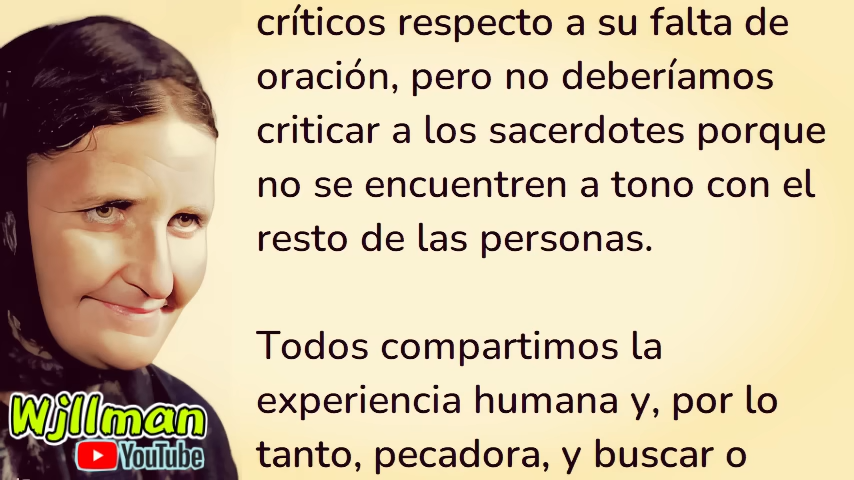 críticos respecto a su falta de
oración, pero no deberíamos
criticar a los sacerdotes porque
no se encuentren a tono con el
resto de las personas.
Todos compartimos la
experiencia humana y, por lo
tanto, pecadora, y buscar o
Wjllman
YouTube